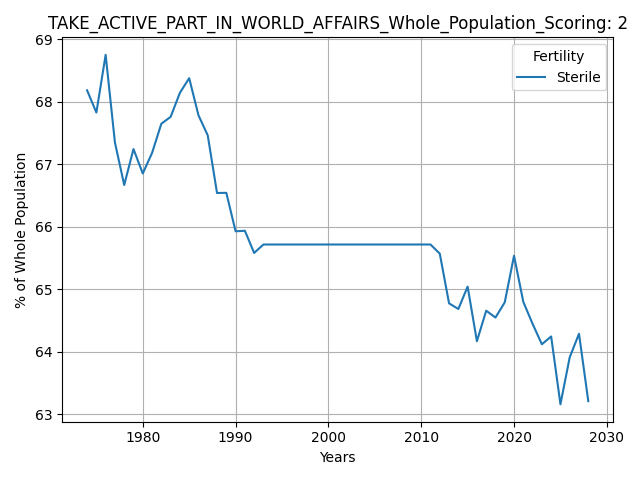 TAKE_ACTIVE_PART_IN_WORLD_AFFAIRS_Whole_Population_Scoring: 2
69
68
67
66
65
64
63
% of Whole Population
Fertility
Sterile
1980
1990
2000
2010
2020
2030
Years